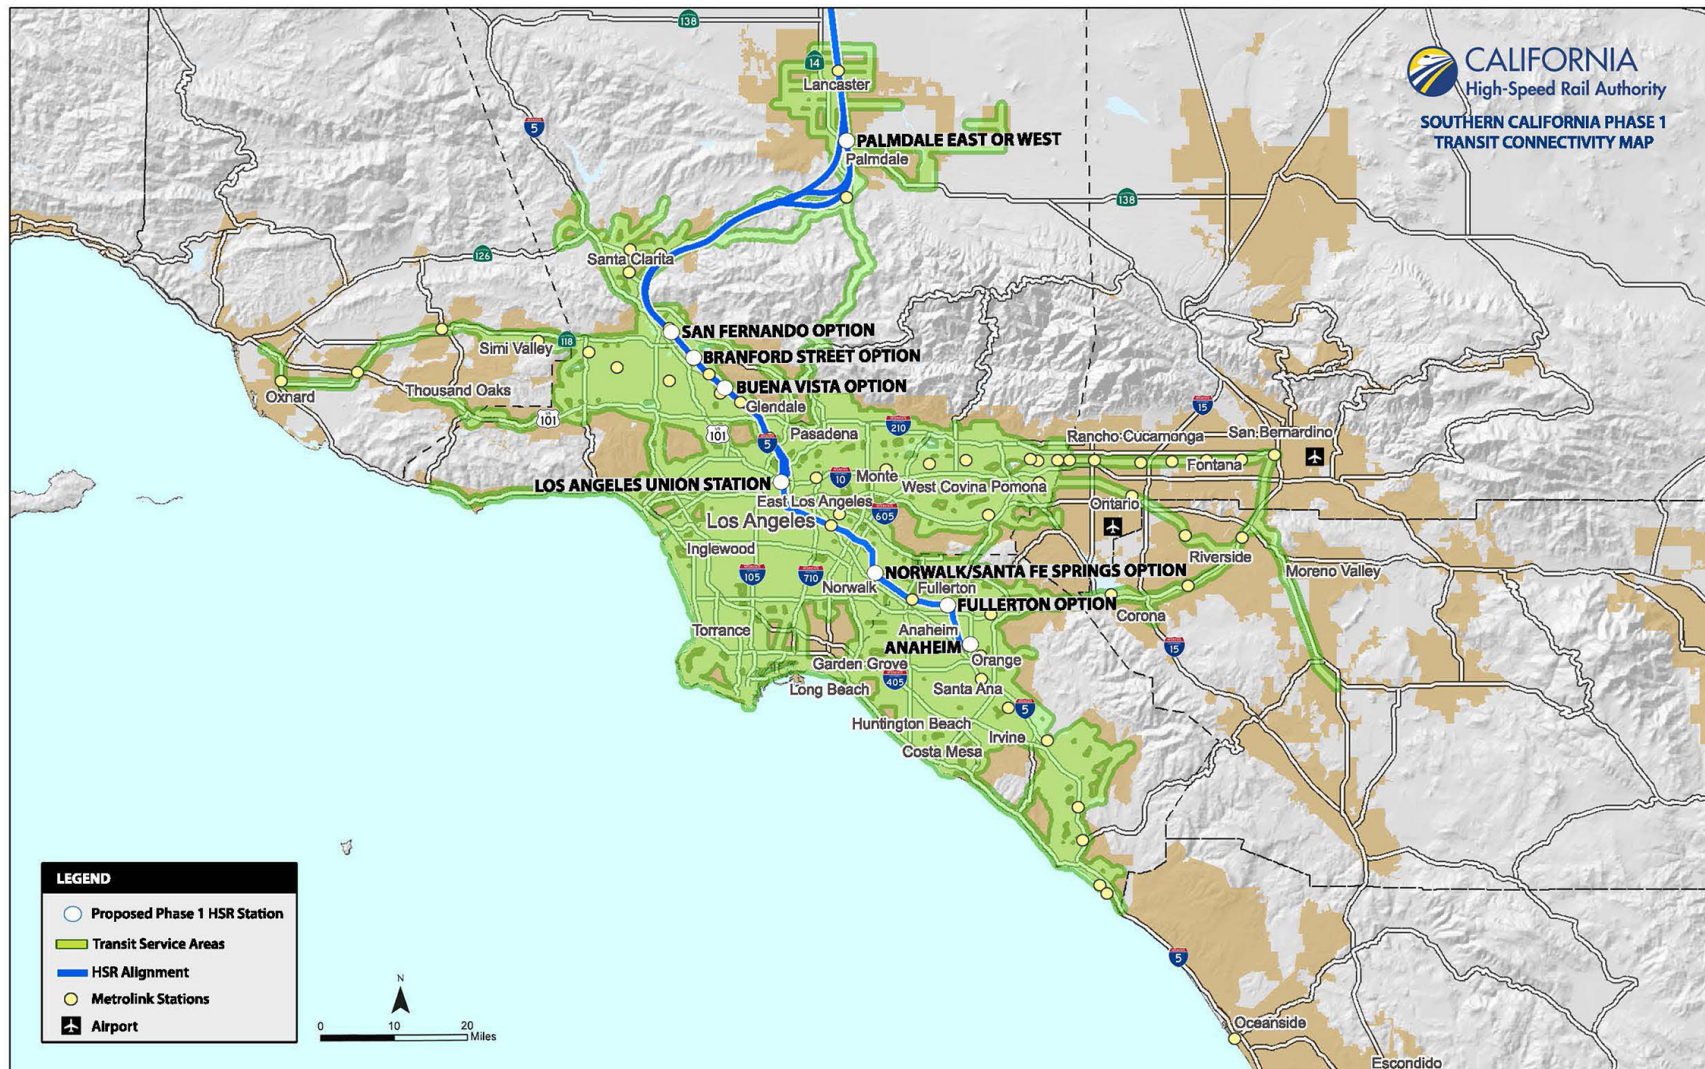 138
14
Lancaster
CALIFORNIA
High-Speed Rail Authority
SOUTHERN CALIFORNIA PHASE 1
TRANSIT CONNECTIVITY MAP
5
PALMDALE EAST OR WEST
Palmdale
138
126
Santa Clarita
SAN FERNANDO OPTION
118
Simi Valley
BRANFORD STREET OPTION
BUENA VISTA OPTION
Oxnard
Thousand Oaks
101
Glendale
15
210
101
5
Pasadena
Rancho Cucamonga
San Bernardino
Fontana
10
Monte
West Covina
Pomona
LOS ANGELES UNION STATION
East Los Angeles
605
Ontario
Los Angeles
Inglewood
Riverside
105
710
NORWALK/SANTA FE SPRINGS OPTION
Moreno Valley
Norwalk
Fullerton
FULLERTON OPTION
Corona
Torrance
Anaheim
ANAHEIM
15
Garden Grove
Orange
405
Long Beach
Santa Ana
5
Huntington Beach
Irvine
Costa Mesa
LEGEND
Proposed Phase 1 HSR Station
Transit Service Areas
HSR Alignment
Metrolink Stations
Airport
N
0 10 20
Miles
5
Oceanside
Escondido